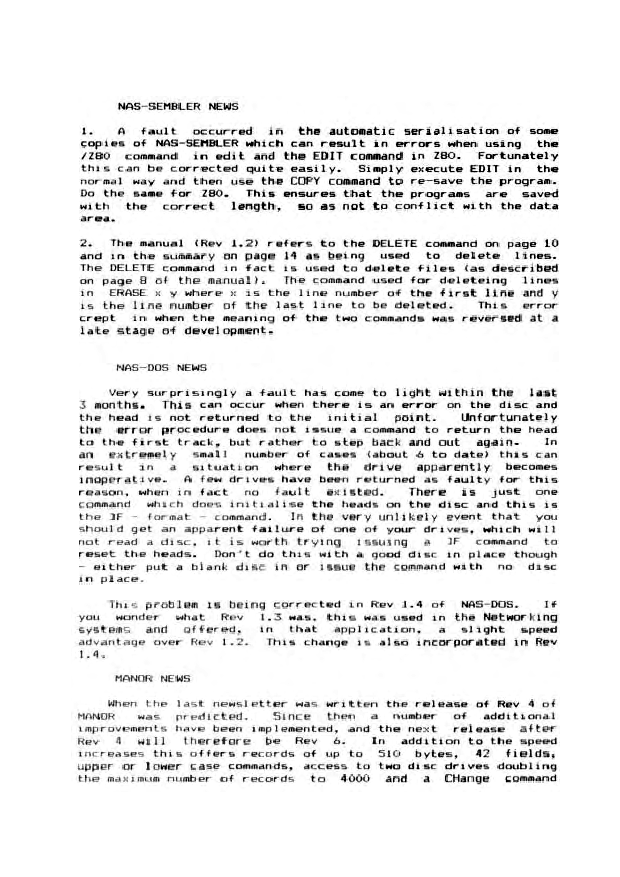 NAS-SEMBLER NEWS
1. A fault occurred in the automatic serialisation of some
copies of NAS-SEMBLER which can result in errors when using the
/Z80 command in edit and the EDIT command in Z80. Fortunately
this can be corrected quite easily. Simply execute EDIT in the
normal way and then use the COPY command to re-save the program.
Do the same for Z80. This ensures that the programs are saved
with the correct length, so as not to conflict with the data
area.
2. The manual (Rev 1.2) refers to the DELETE command on page 10
and in the summary on page 14 as being used to delete lines.
The DELETE command in fact is used to delete files (as described
on page 8 of the manual). The command used for deleteing lines
in ERASE x y where x is the line number of the first line and y
is the line number of the last line to be deleted. This error
crept in when the meaning of the two commands was reversed at a
late stage of development.
NAS-DOS NEWS
Very surprisingly a fault has come to light within the last
3 months. This can occur when there is an error on the disc and
the head is not returned to the initial point. Unfortunately
the error procedure does not issue a command to return the head
to the first track, but rather to step back and out again. In
an extremely small number of cases (about 6 to date) this can
result in a situation where the drive apparently becomes
inoperative. A few drives have been returned as faulty for this
reason, when in fact no fault existed. There is just one
command which does initialise the heads on the disc and this is
the ]F - format - command. In the very unlikely event that you
should get an apparent failure of one of your drives, which will
not read a disc, it is worth trying issuing a ]F command to
reset the heads. Don't do this with a good disc in place though
- either put a blank disc in or issue the command with no disc
in place.
This problem is being corrected in Rev 1.4 of NAS-DOS. If
you wonder what Rev 1.3 was, this was used in the Networking
systems and offered, in that application, a slight speed
advantage over Rev 1.2. This change is also incorporated in Rev
1.4.
MANOR NEWS
When the last newsletter was written the release of Rev 4 of
MANOR was predicted. Since then a number of additional
improvements have been implemented, and the next release after
Rev 4 will therefore be Rev 6. In addition to the speed
increases this offers records of up to 510 bytes, 42 fields,
upper or lower case commands, access to two disc drives doubling
the maximum number of records to 4000 and a CHange command